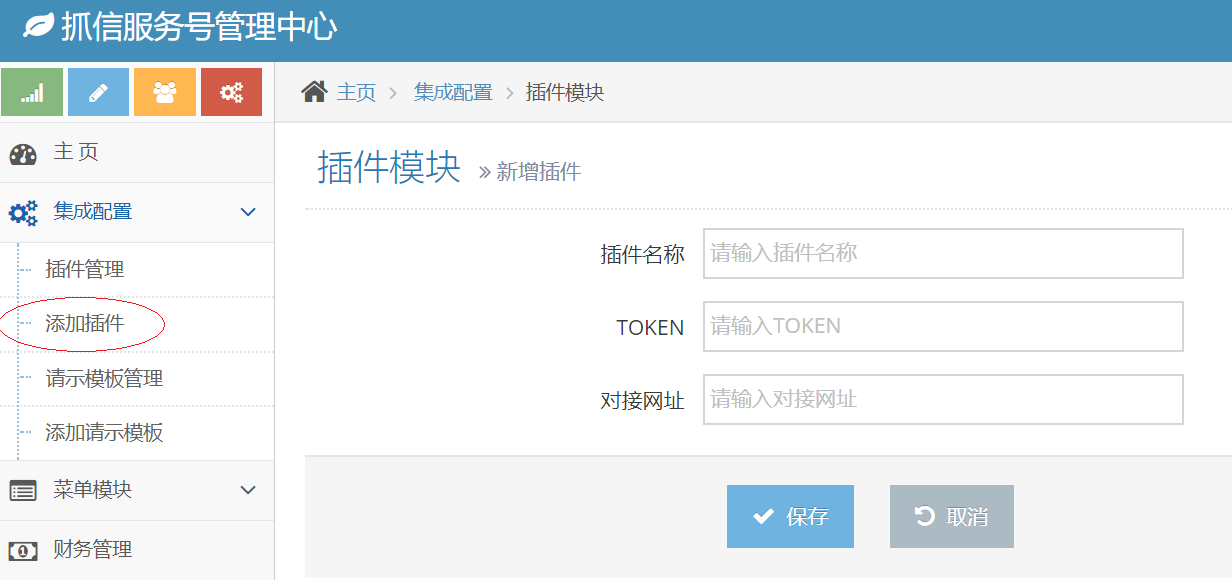 抓信服务号管理中心
主页 集成配置 插件模块
主 页
集成配置
插件管理
添加插件
请示模板管理
添加请示模板
菜单模块
财务管理
插件模块 » 新增插件
插件名称 请输入插件名称
TOKEN 请输入TOKEN
对接网址 请输入对接网址
保存 取消